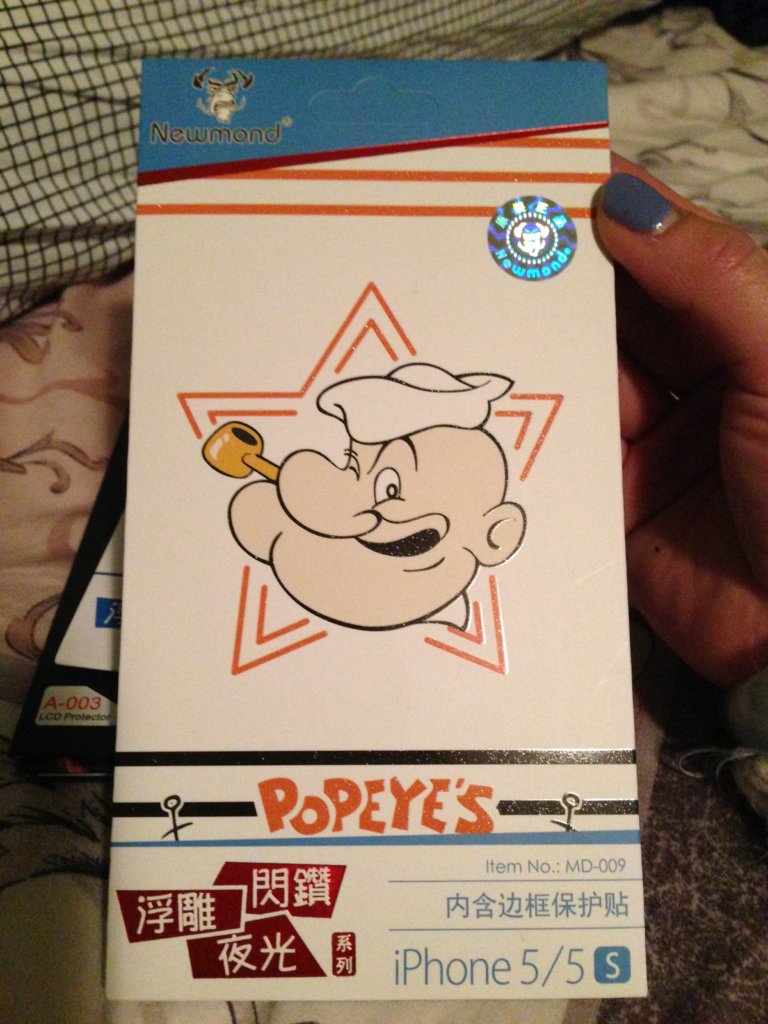 Newmond®
Newmond®
POPEYE'S
Item No.: MD-009
内含边框保护贴
iPhone 5/5 S
浮雕
閃鑽
夜光
系列
A-003
LCD Protector